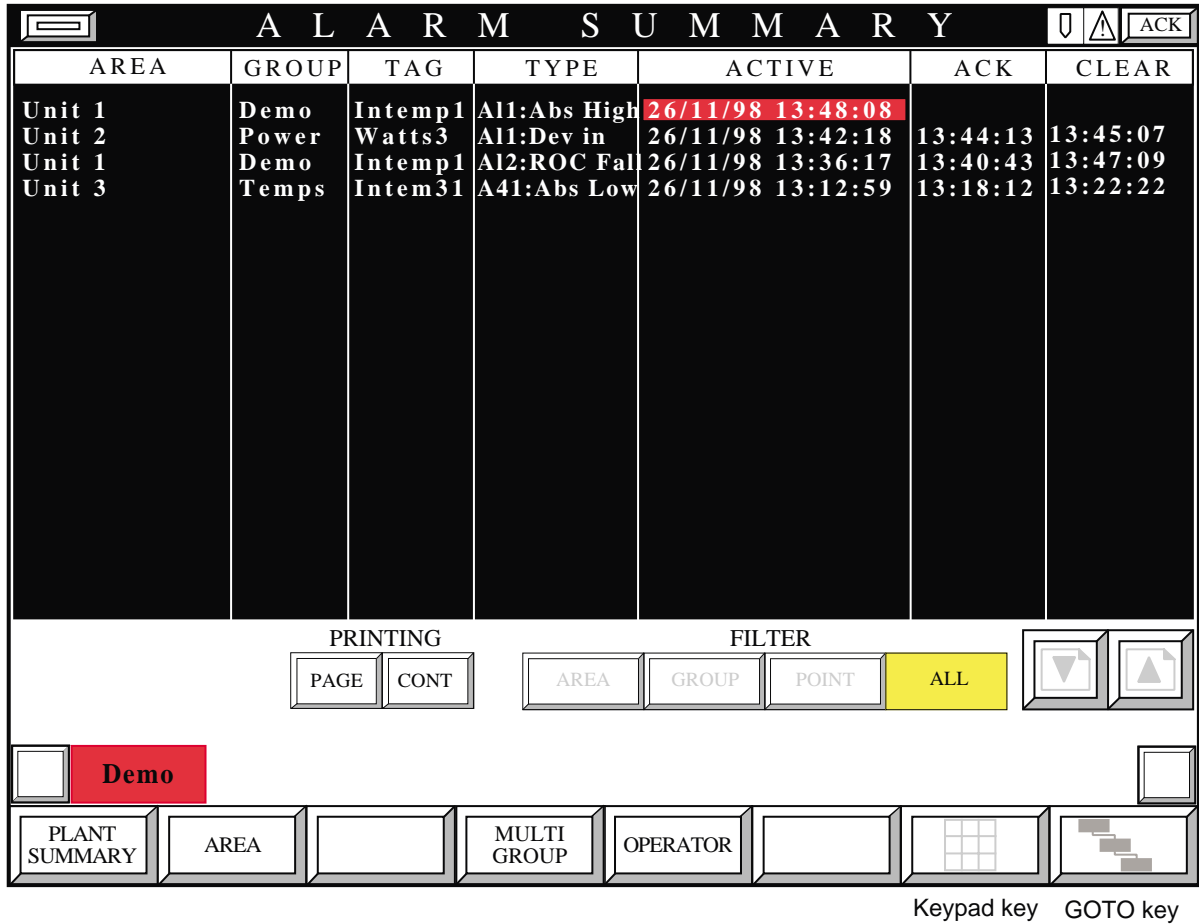 ALARM SUMMARY ACK
AREA GROUP TAG TYPE ACTIVE ACK CLEAR
Unit 1 Demo Intemp1 Al1:Abs High 26/11/98 13:48:08
Unit 2 Power Watts3 Al1:Dev in 26/11/98 13:42:18 13:44:13 13:45:07
Unit 1 Demo Intemp1 Al2:ROC Fall 26/11/98 13:36:17 13:40:43 13:47:09
Unit 3 Temps Intem31 A41:Abs Low 26/11/98 13:12:59 13:18:12 13:22:22
PRINTING FILTER
PAGE CONT AREA GROUP POINT ALL
Demo
PLANT SUMMARY AREA MULTI GROUP OPERATOR
Keypad key GOTO key